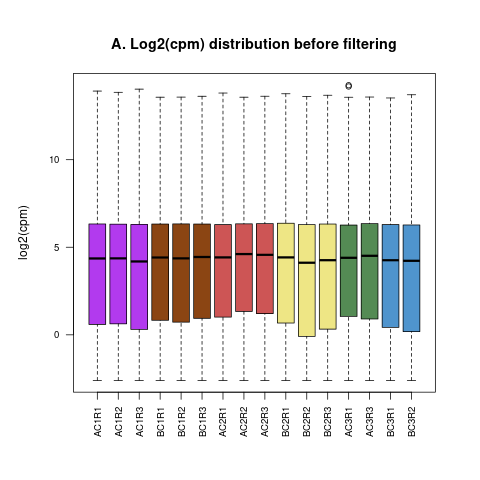 A. Log2(cpm) distribution before filtering
log2(cpm)
10
5
0
AC1R1
AC1R2
AC1R3
BC1R1
BC1R2
BC1R3
AC2R1
AC2R2
AC2R3
BC2R1
BC2R2
BC2R3
AC3R1
AC3R3
BC3R1
BC3R2